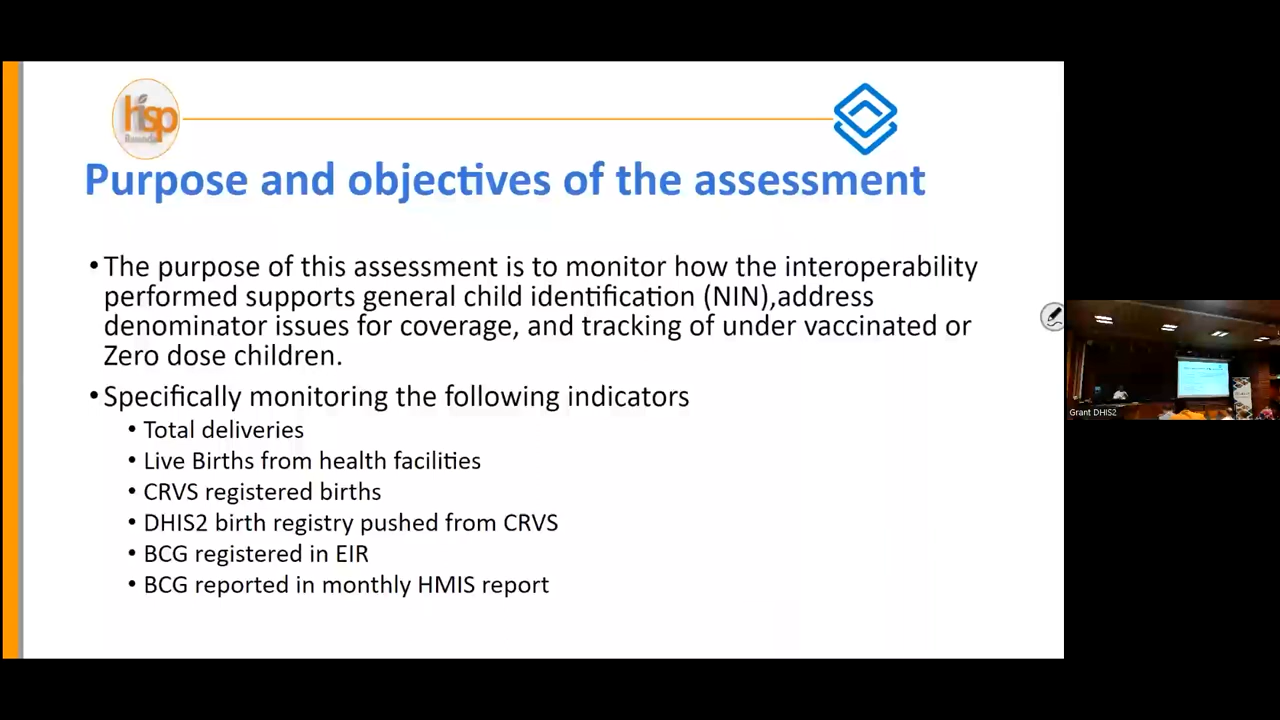 hisp
Rwanda
Purpose and objectives of the assessment
•The purpose of this assessment is to monitor how the interoperability
performed supports general child identification (NIN),address
denominator issues for coverage, and tracking of under vaccinated or
Zero dose children.
•Specifically monitoring the following indicators
• Total deliveries
• Live Births from health facilities
• CRVS registered births
• DHIS2 birth registry pushed from CRVS
• BCG registered in EIR
• BCG reported in monthly HMIS report
Grant DHIS2